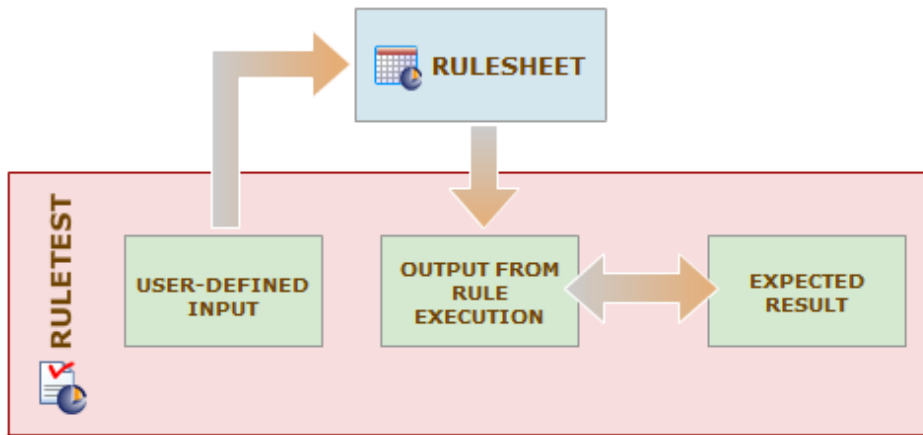 RULESHEET
RULETEST
USER-DEFINED
INPUT
OUTPUT FROM
RULE
EXECUTION
EXPECTED
RESULT